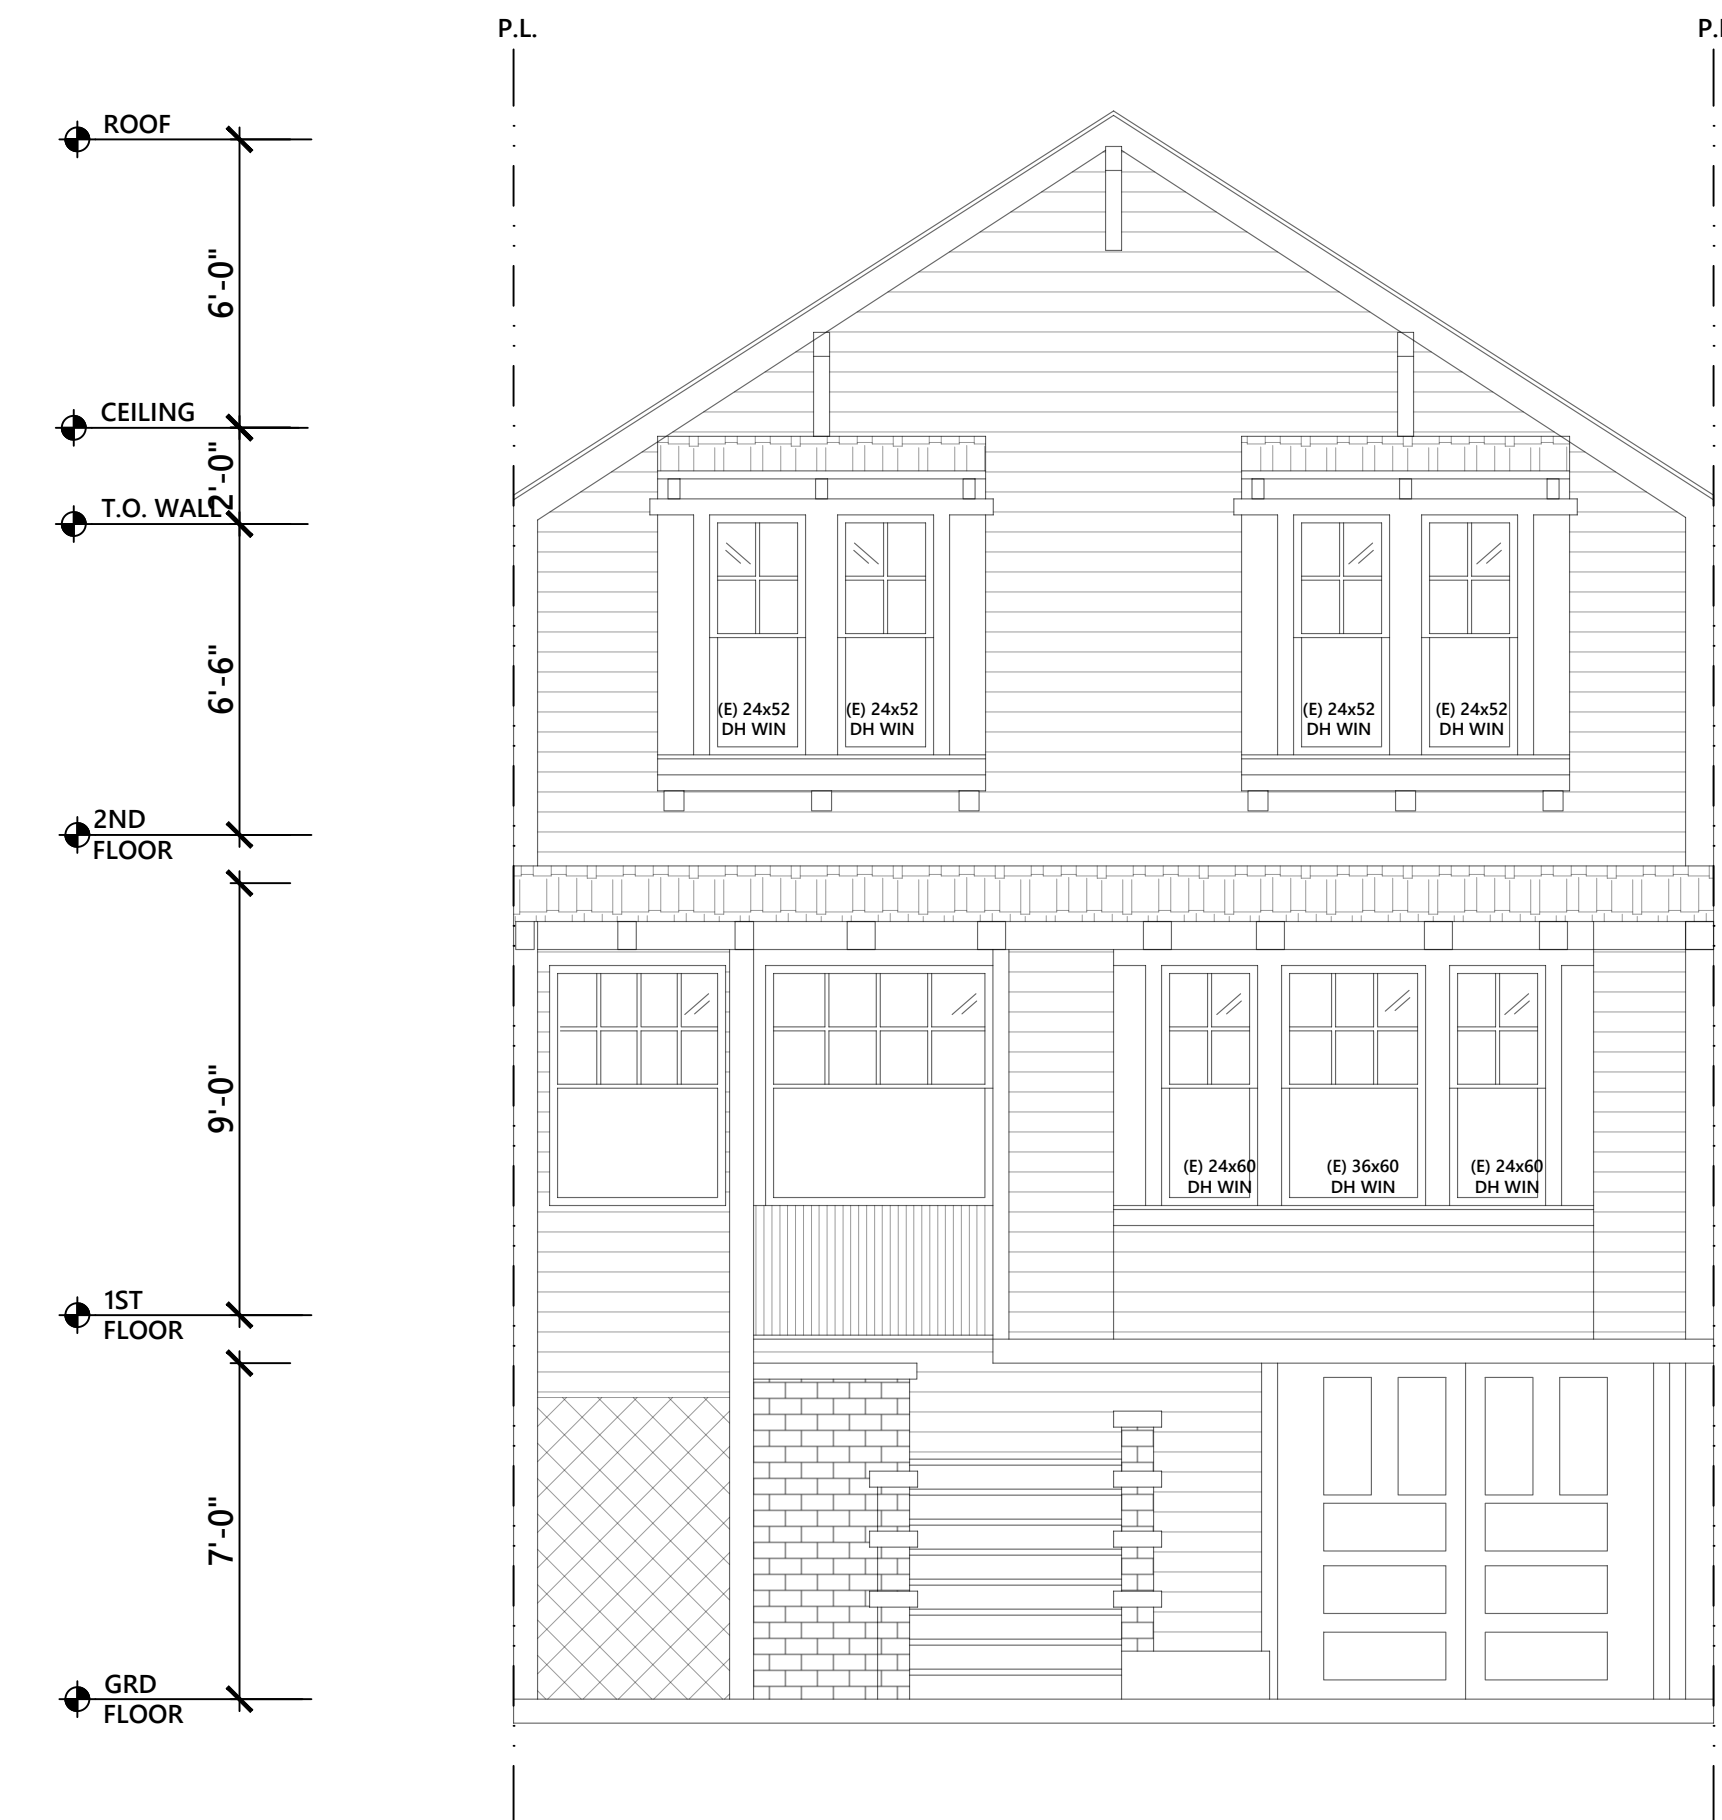 P.L.
P.L
ROOF
6'-0"
CEILING
2'-0"
T.O. WALL
6'-6"
(E) 24x52
DH WIN
(E) 24x52
DH WIN
(E) 24x52
DH WIN
(E) 24x52
DH WIN
2ND
FLOOR
9'-0"
(E) 24x60
DH WIN
(E) 36x60
DH WIN
(E) 24x60
DH WIN
1ST
FLOOR
7'-0"
GRD
FLOOR